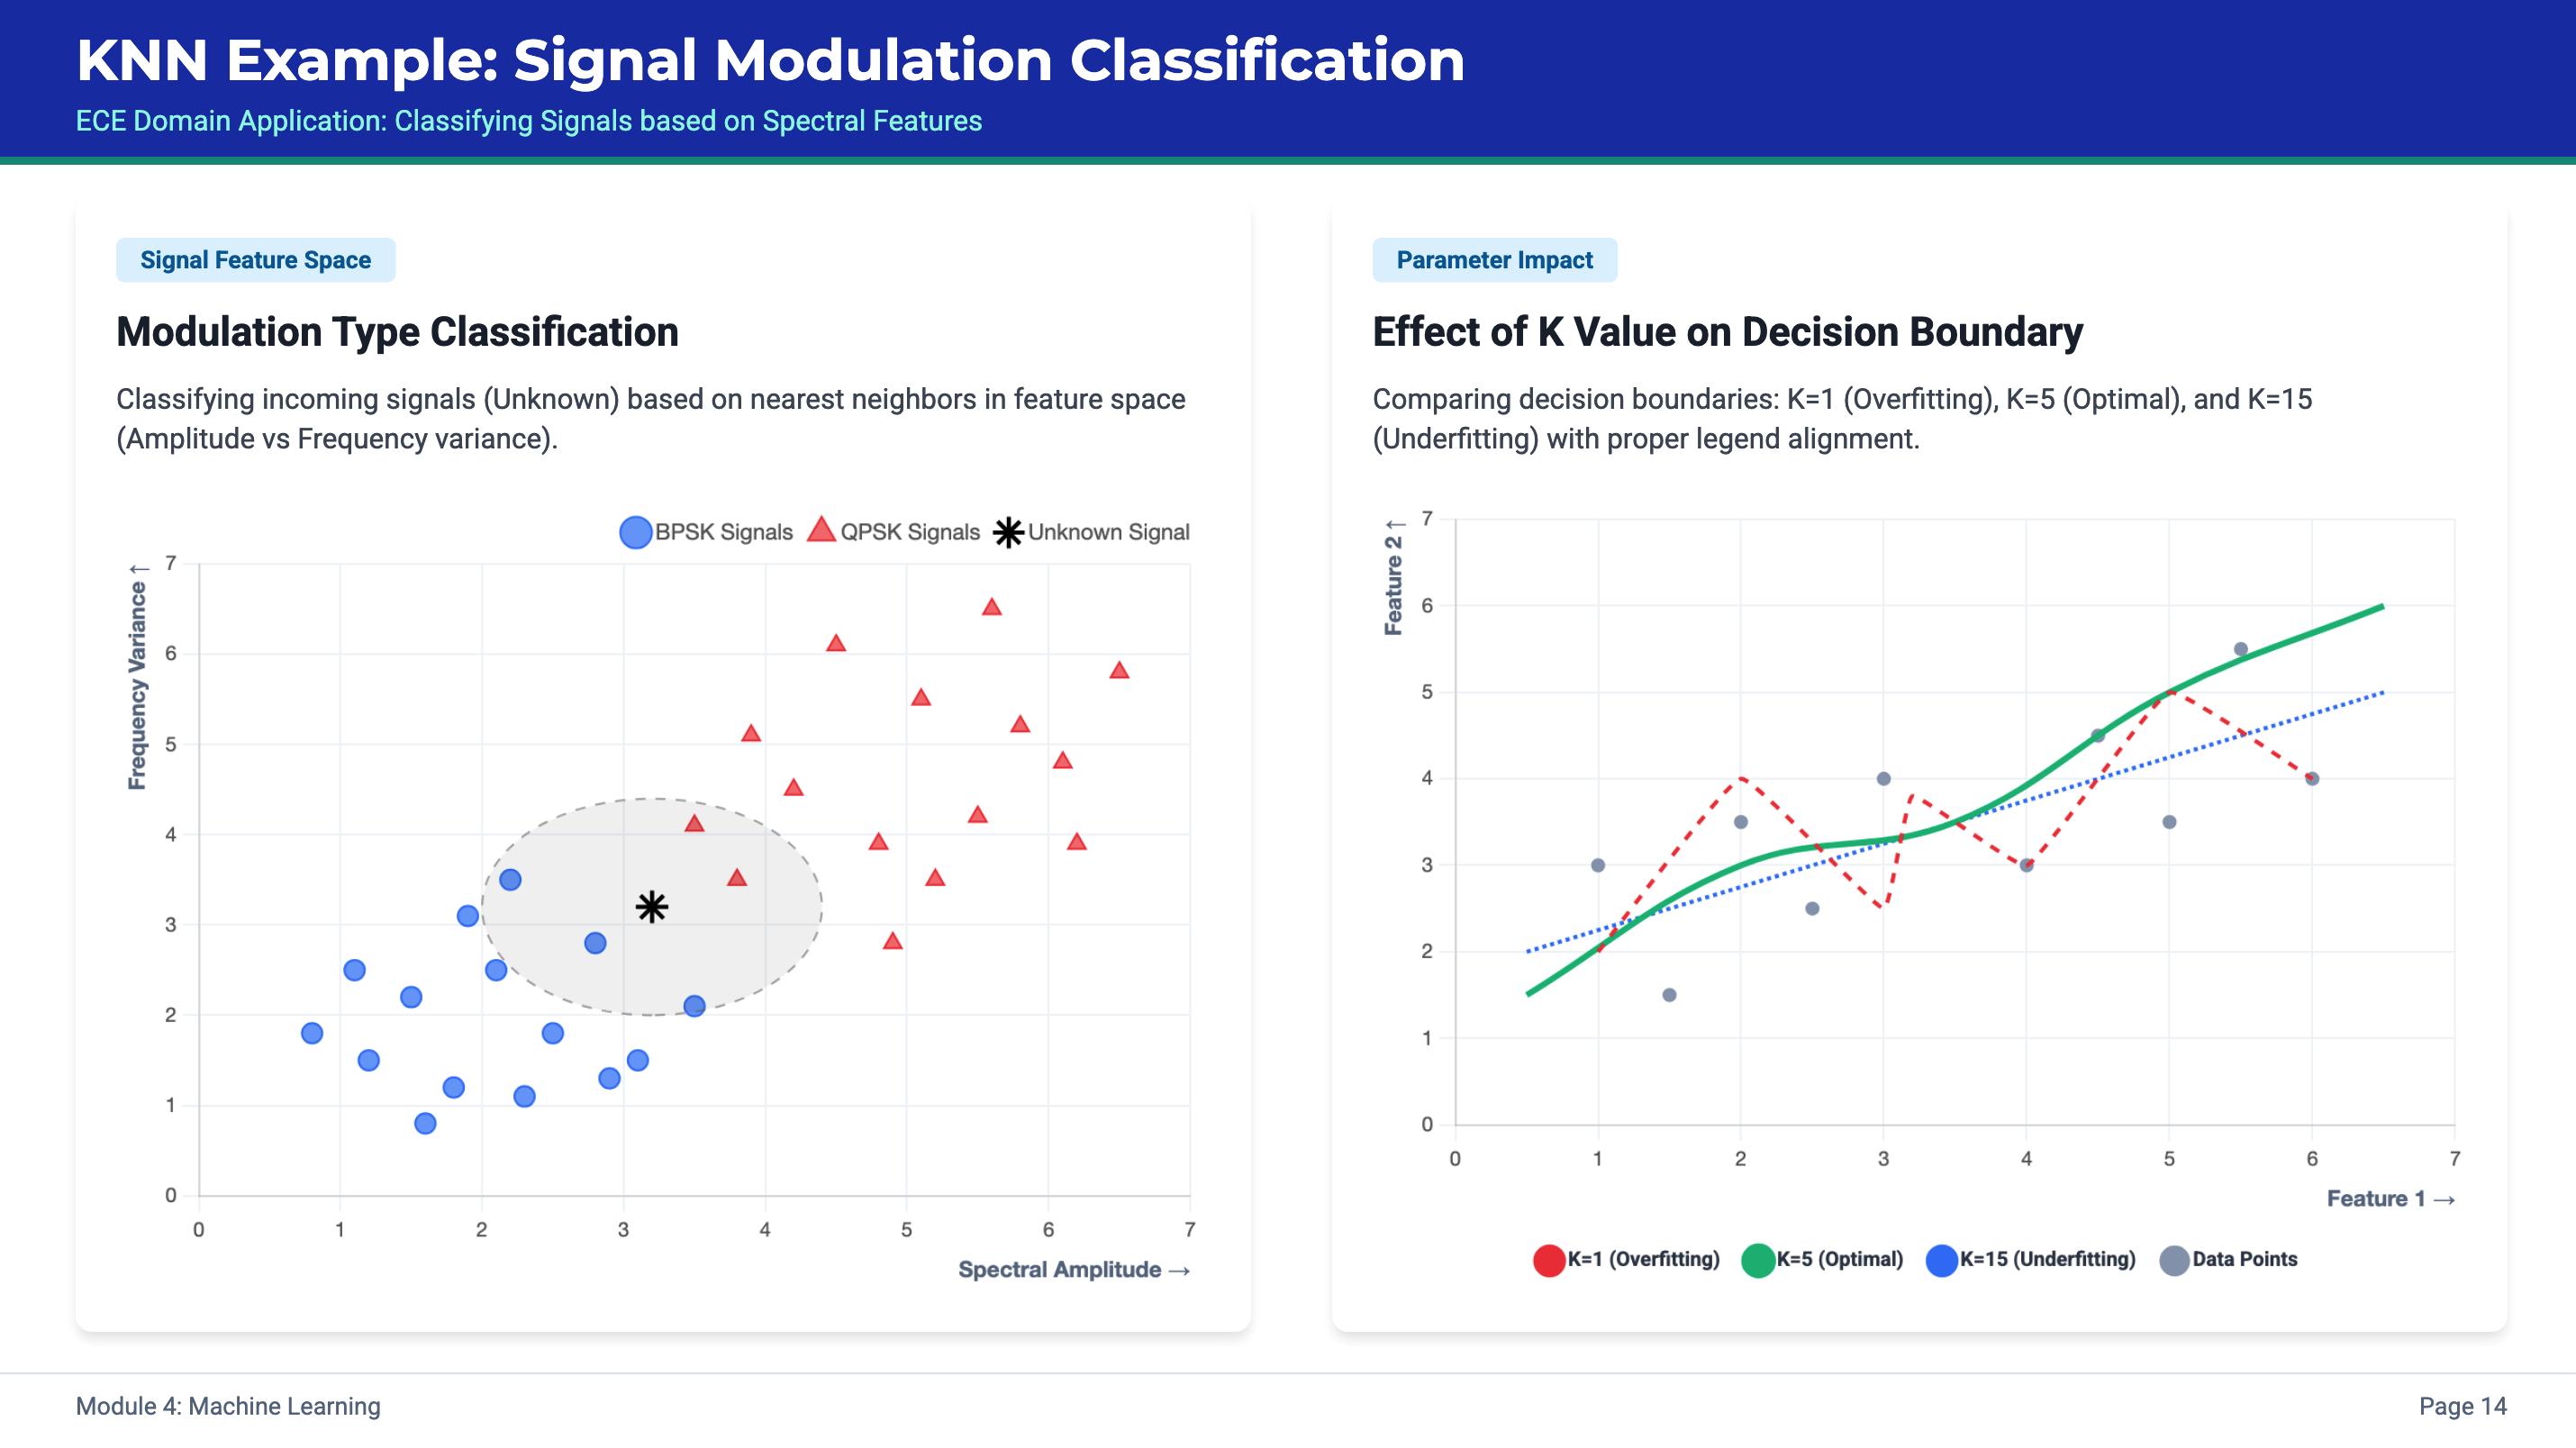 KNN Example: Signal Modulation Classification
ECE Domain Application: Classifying Signals based on Spectral Features
Signal Feature Space
Modulation Type Classification
Classifying incoming signals (Unknown) based on nearest neighbors in feature space
(Amplitude vs Frequency variance).
BPSK Signals QPSK Signals Unknown Signal
Frequency Variance →
7
6
5
4
3
2
1
0
0 1 2 3 4 5 6 7
Spectral Amplitude →
Parameter Impact
Effect of K Value on Decision Boundary
Comparing decision boundaries: K=1 (Overfitting), K=5 (Optimal), and K=15
(Underfitting) with proper legend alignment.
Feature 2 →
7
6
5
4
3
2
1
0
0 1 2 3 4 5 6 7
Feature 1 →
K=1 (Overfitting) K=5 (Optimal) K=15 (Underfitting) Data Points
Module 4: Machine Learning
Page 14